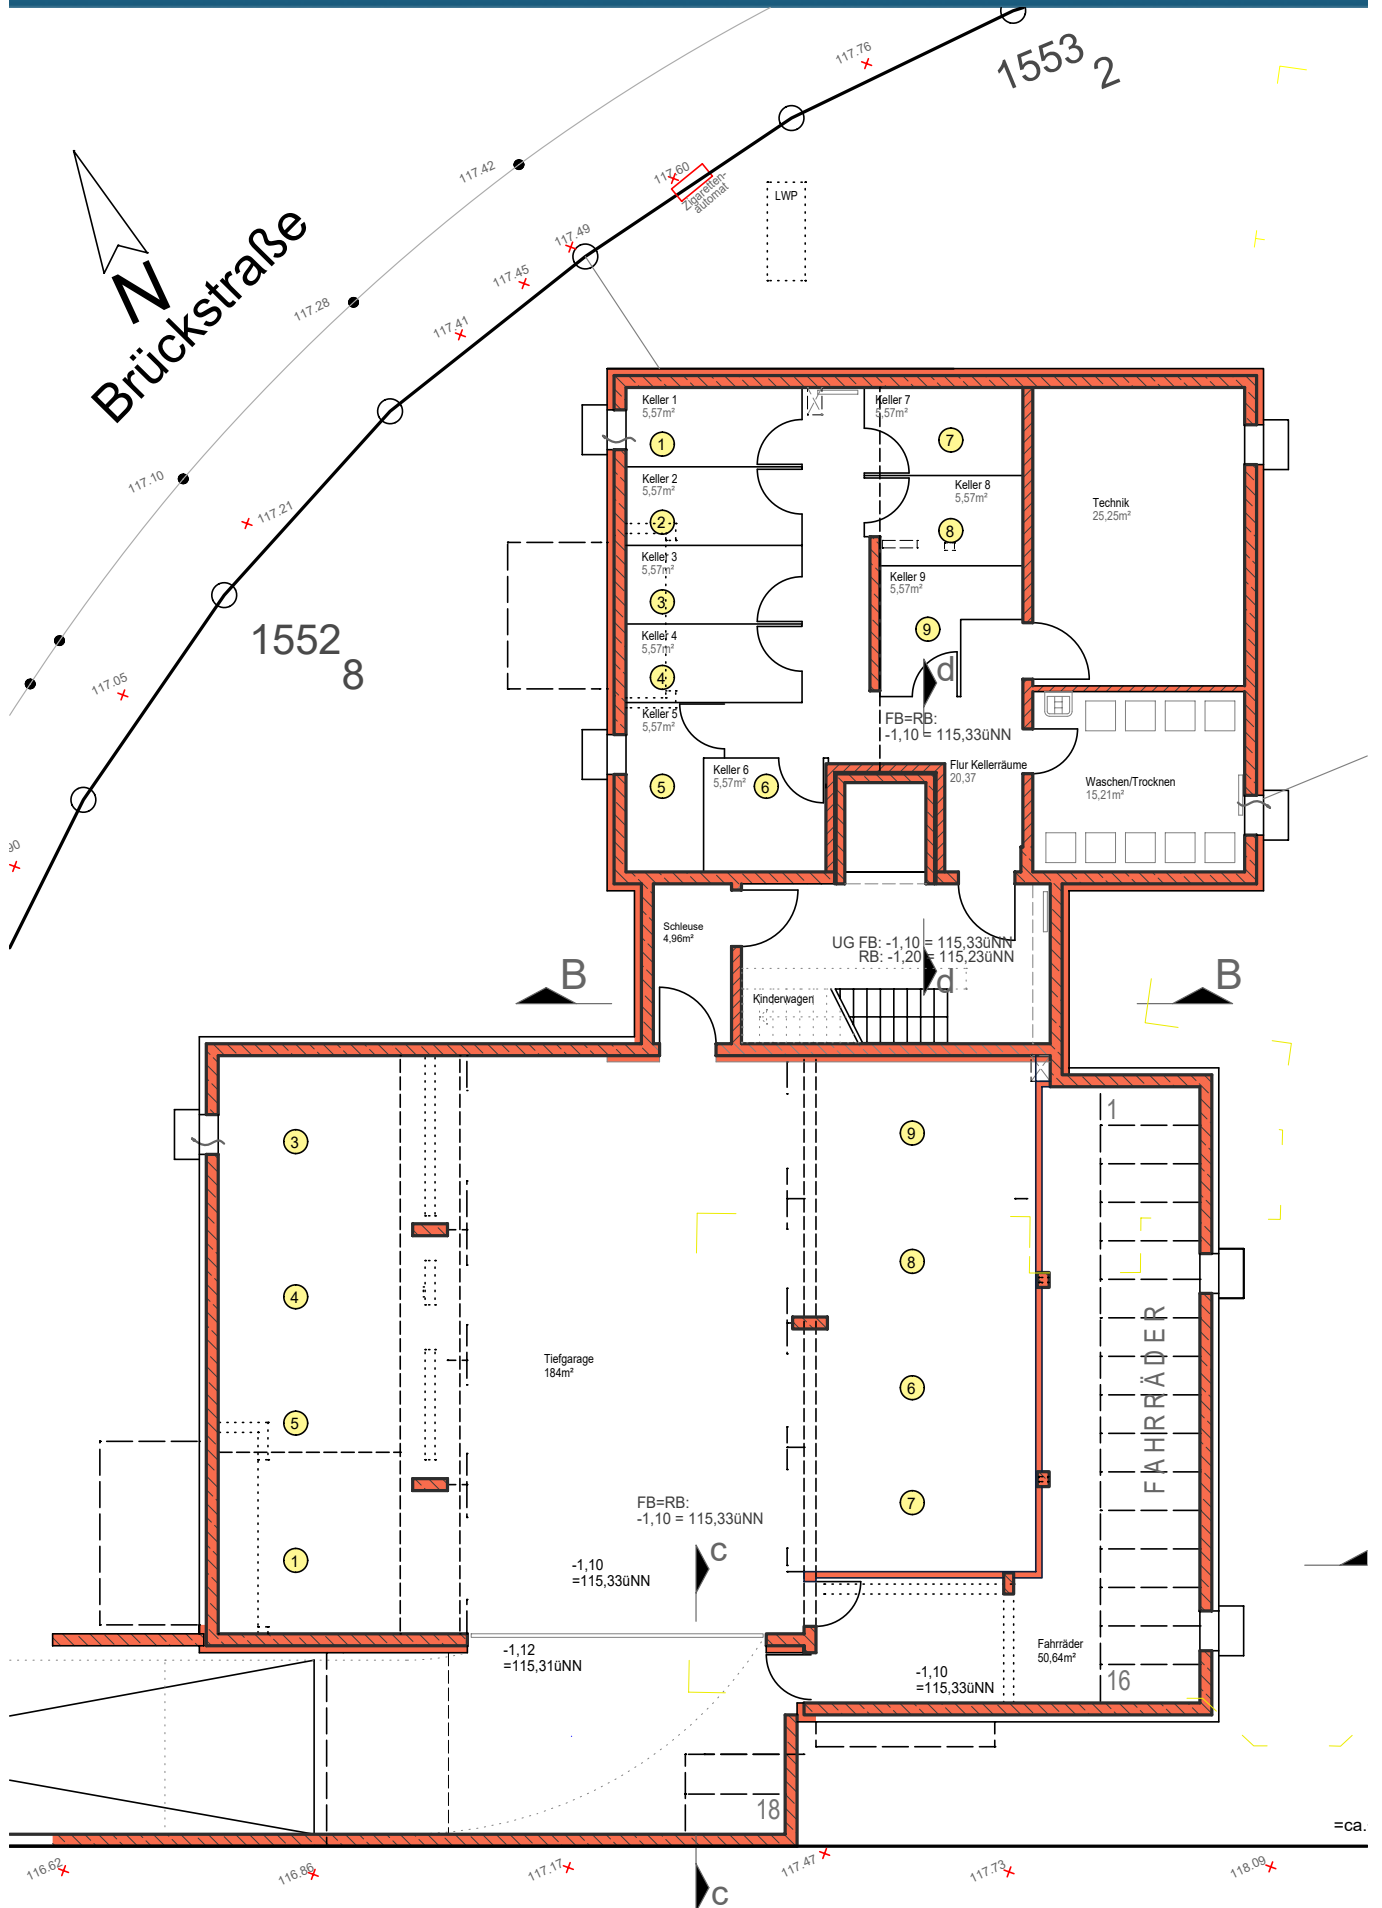 117.76
1553
2
117.42
117.60
Zigaretten-
automat
LWP
117.49
117.45
N
Brückstraße
117.28
117.41
Keller 1
5,57m²
1
Keller 7
5,57m²
7
117.10
117.21
Keller 2
5,57m²
2
Keller 8
5,57m²
8
Technik
25,25m²
Keller 3
5,57m²
3
Keller 9
5,57m²
9
1552
8
Keller 4
5,57m²
4
d
117.05
Keller 5
5,57m²
5
FB=RB:
-1,10 = 115,33üNN
Keller 6
5,57m²
6
Flur Kellerräume
20,37
Waschen/Trocknen
15,21m²
90
Schleuse
4,96m²
UG FB: -1,10 = 115,33üNN
RB: -1,20 = 115,23üNN
d
B
B
Kinderwagen
1
3
9
8
4
FAHRRÄDER
Tiefgarage
184m²
6
5
7
FB=RB:
-1,10 = 115,33üNN
c
1
-1,10
=115,33üNN
-1,12
=115,31üNN
Fahrräder
50,64m²
-1,10
=115,33üNN
16
18
=ca.
116.62
116.86
117.17
117.47
117.73
118.09
c